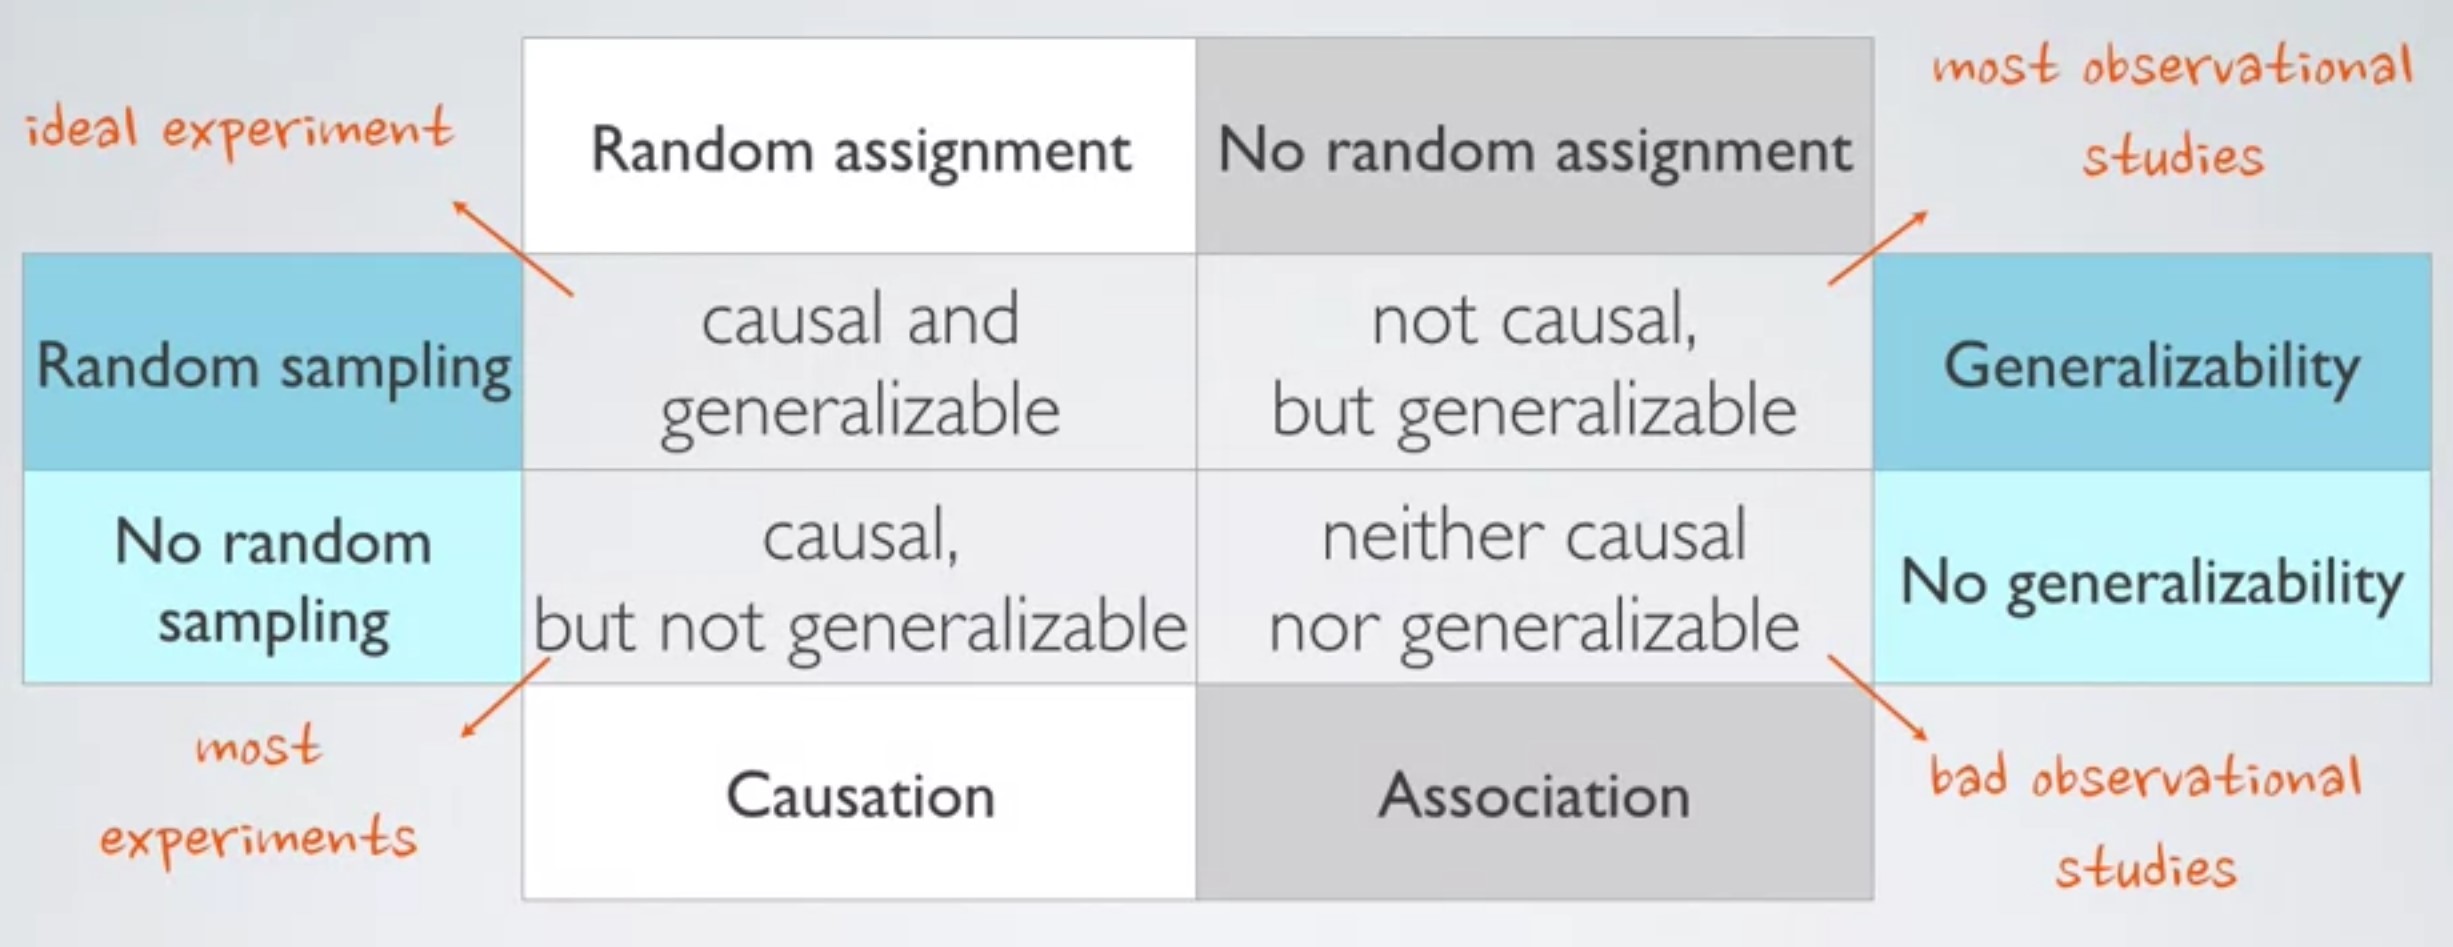 ideal experiment
Random assignment
No random assignment
most observational
studies
Random sampling
causal and
generalizable
not causal,
but generalizable
Generalizability
No random
sampling
causal,
but not generalizable
neither causal
nor generalizable
No generalizability
most
experiments
Causation
Association
bad observational
studies